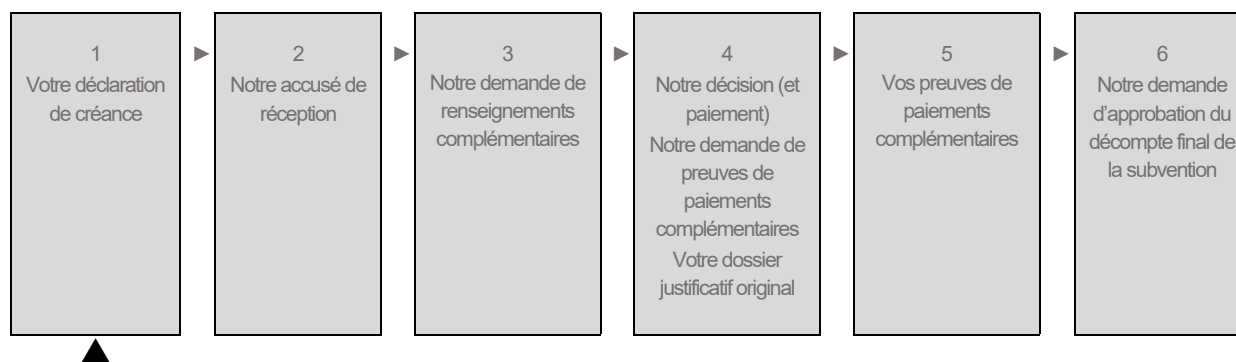 1
Votre déclaration
de créance
►
2
Notre accusé de
réception
►
3
Notre demande de
renseignements
complémentaires
►
4
Notre décision (et
paiement)
Notre demande de
preuves de
paiements
complémentaires
Votre dossier
justificatif original
►
5
Vos preuves de
paiements
complémentaires
►
6
Notre demande
d’approbation du
décompte final de
la subvention